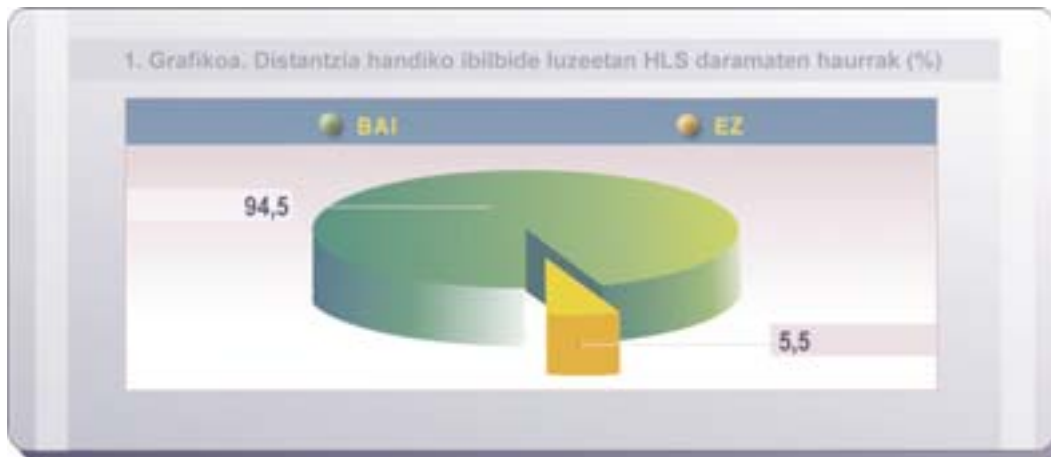 1. Grafikoa. Distantzia handiko ibilbide luzeetan HLS daramaten haurrak (%)
BAI EZ
94,5
5,5